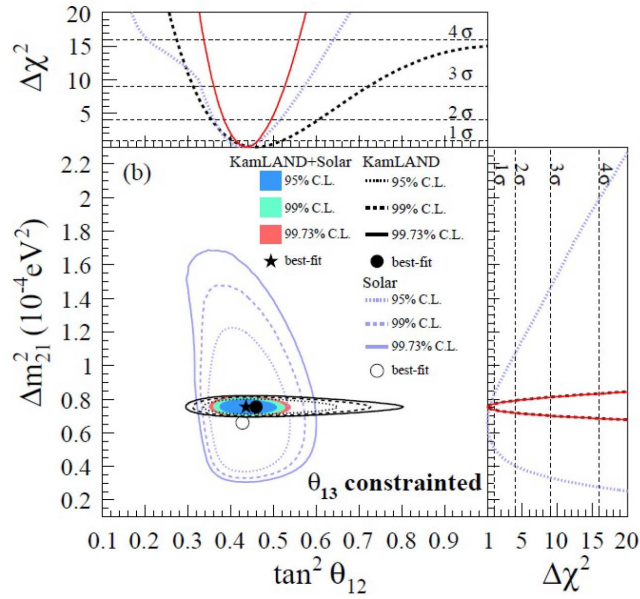 Δχ²
20
15
10
5
4σ
3σ
2σ
1σ
(b)
KamLAND+Solar
95% C.L.
99% C.L.
99.73% C.L.
best-fit
KamLAND
95% C.L.
99% C.L.
99.73% C.L.
best-fit
Solar
95% C.L.
99% C.L.
99.73% C.L.
best-fit
θ₁₃ constrainted
Δm²₂₁ (10⁻⁴eV²)
2.2
2
1.8
1.6
1.4
1.2
1
0.8
0.6
0.4
0.2
0.1 0.2 0.3 0.4 0.5 0.6 0.7 0.8 0.9 1
tan² θ₁₂
1σ 2σ 3σ 4σ
5 10 15 20
Δχ²